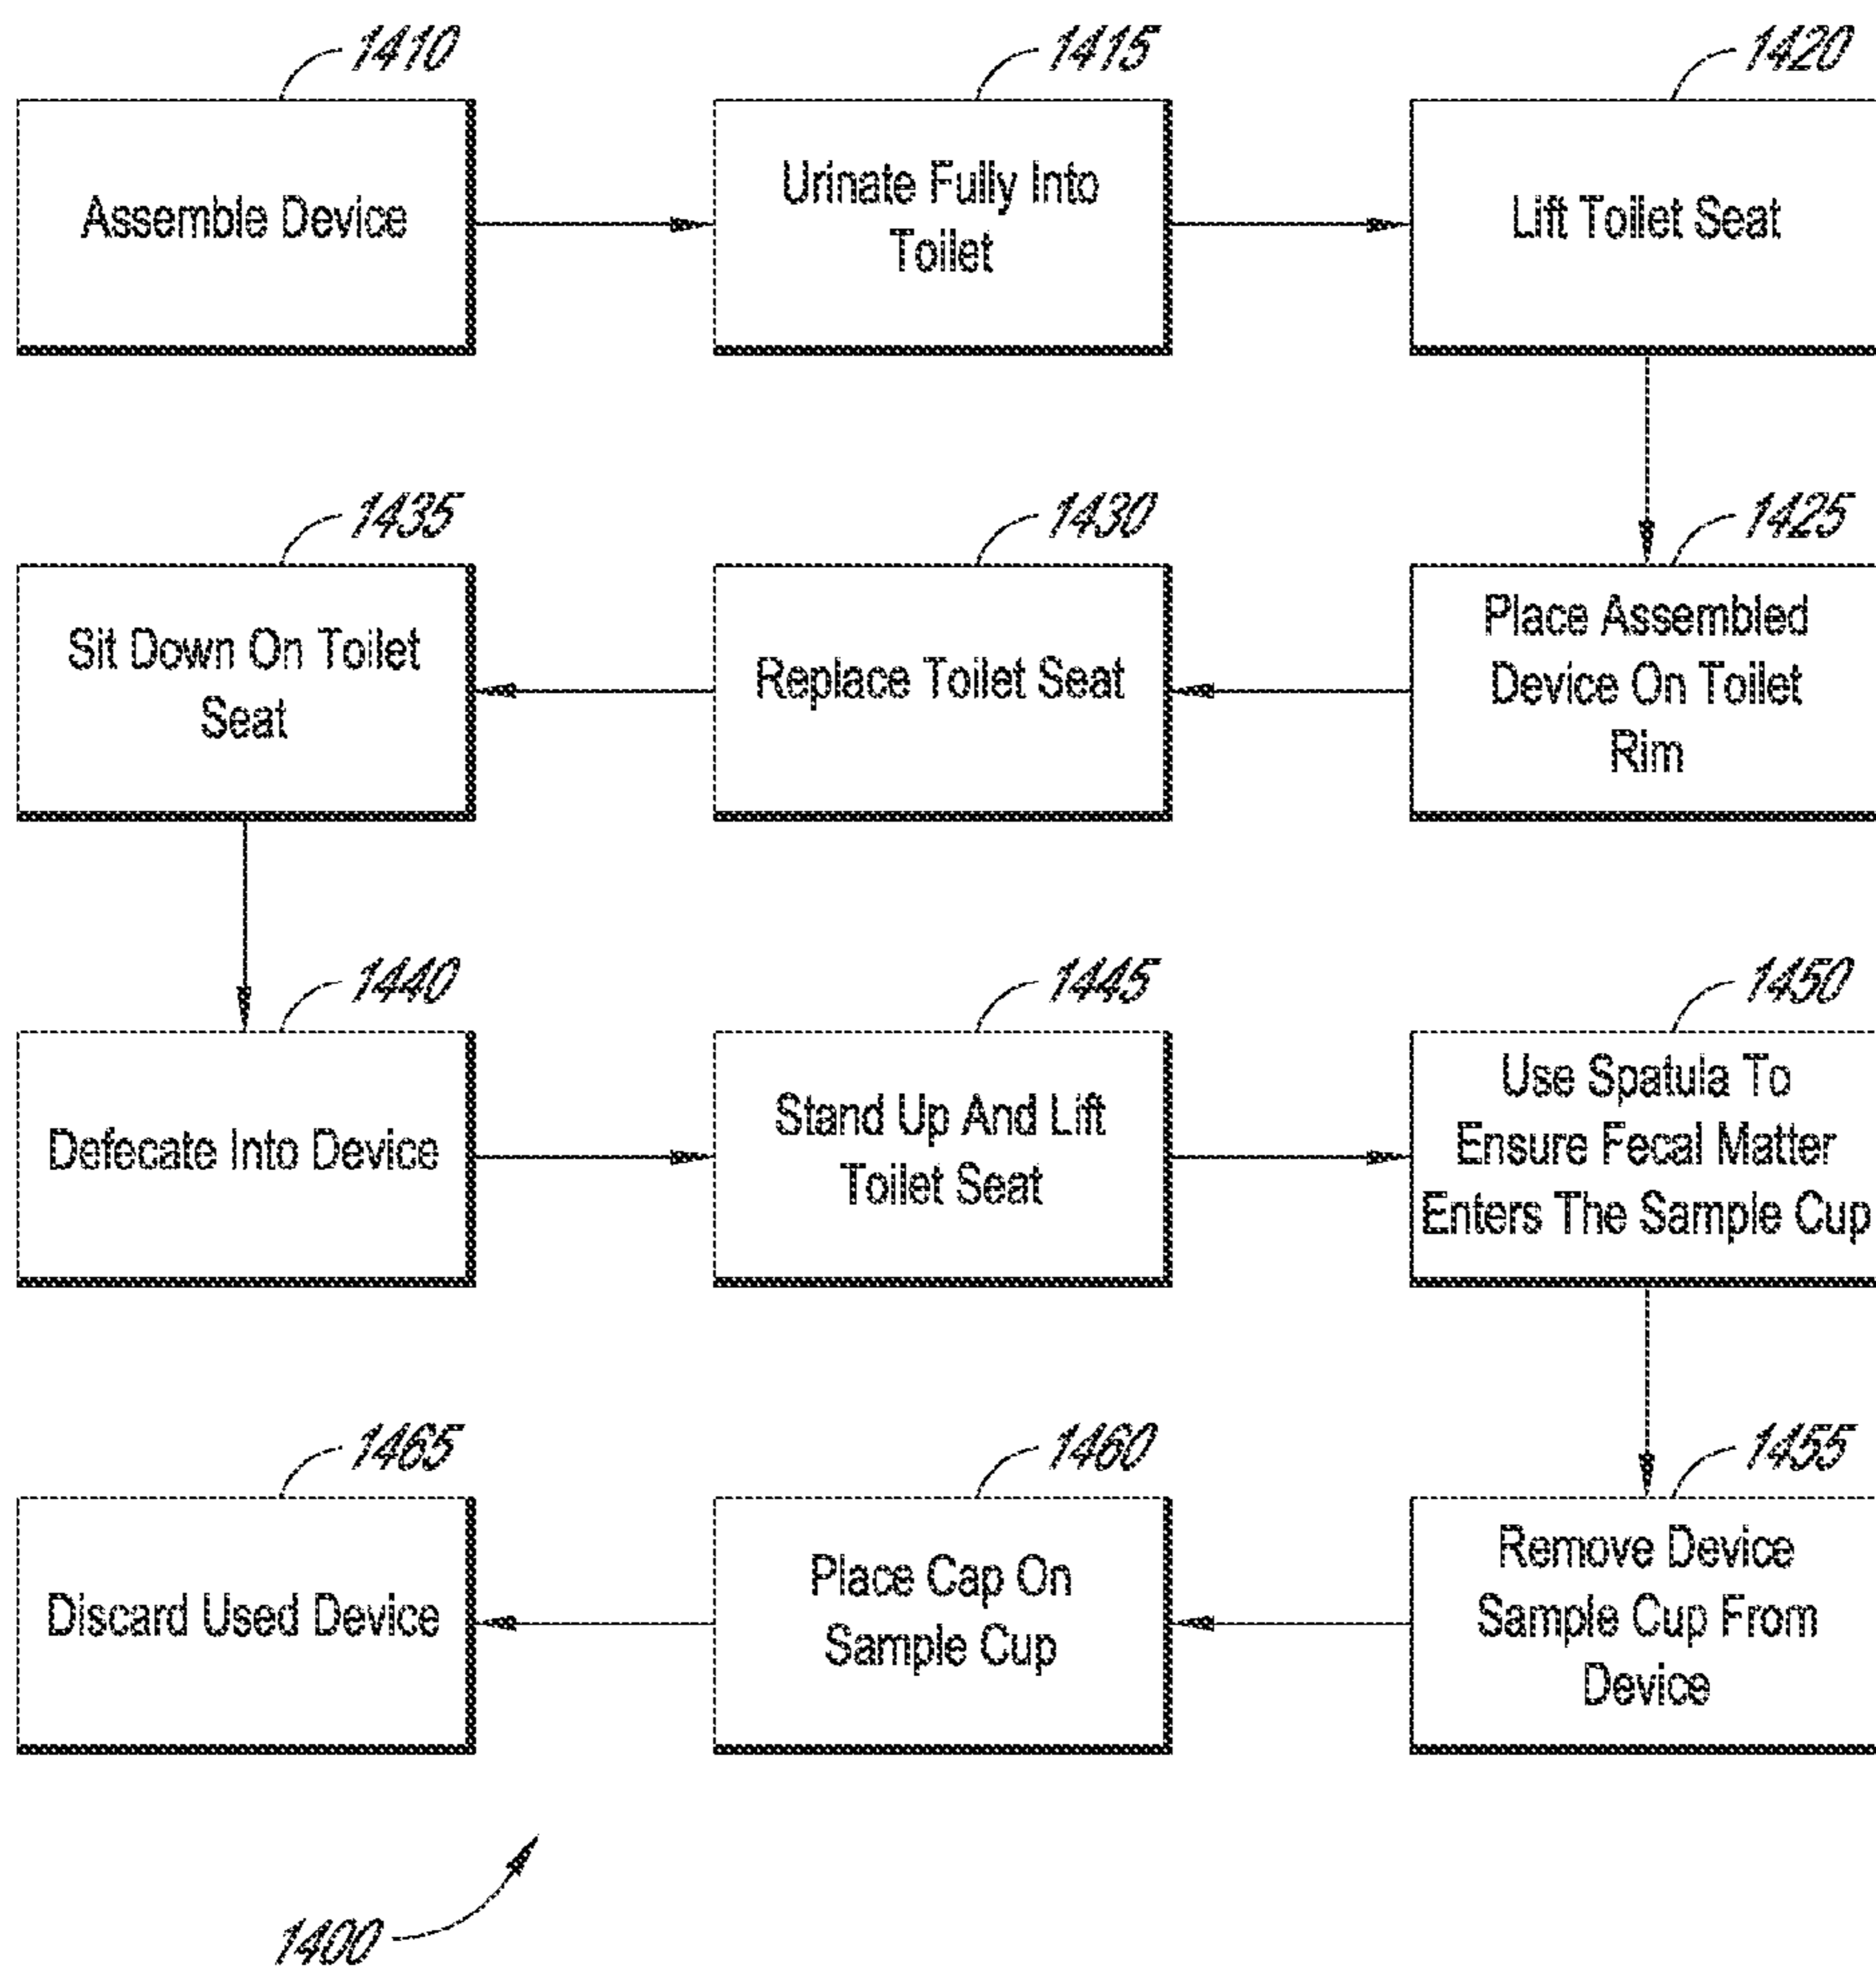 1410
Assemble Device
1415
Urinate Fully Into
Toilet
1420
Lift Toilet Seat
1425
Place Assembled
Device On Toilet
Rim
1430
Replace Toilet Seat
1435
Sit Down On Toilet
Seat
1440
Defecate Into Device
1445
Stand Up And Lift
Toilet Seat
1450
Use Spatula To
Ensure Fecal Matter
Enters The Sample Cup
1455
Remove Device
Sample Cup From
Device
1460
Place Cap On
Sample Cup
1465
Discard Used Device
1400